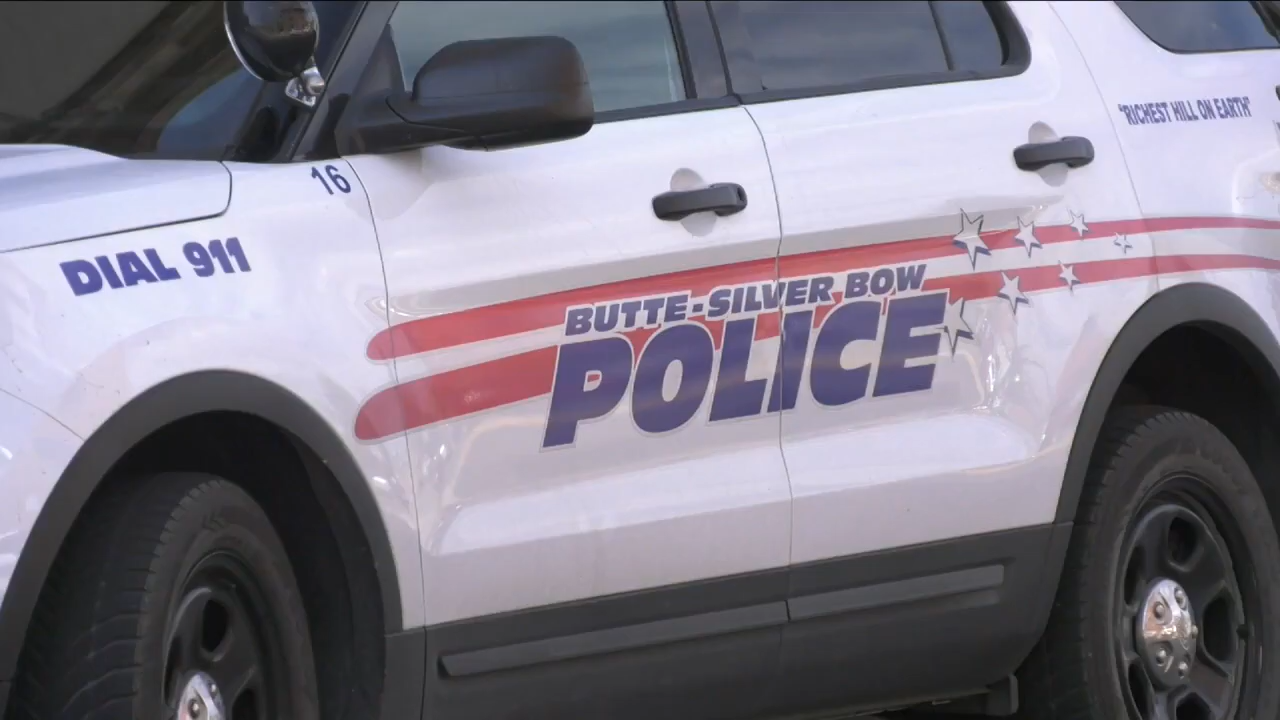 16
DIAL 911
"RICHEST HILL ON EARTH"
BUTTE-SILVER BOW
POLICE